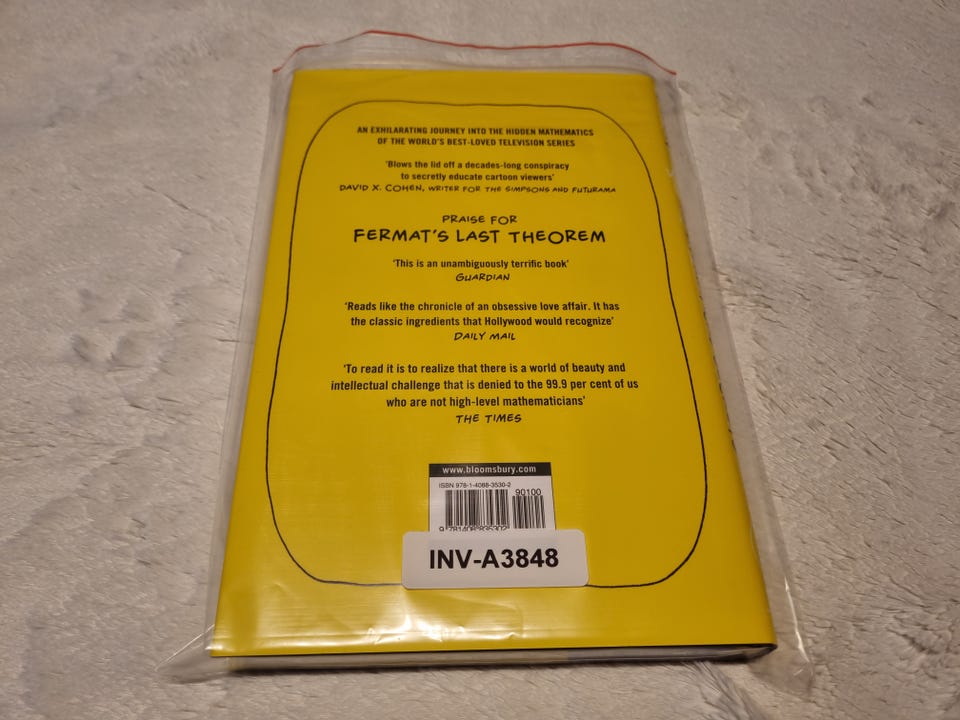 AN EXHILARATING JOURNEY INTO THE HIDDEN MATHEMATICS
OF THE WORLD'S BEST-LOVED TELEVISION SERIES
'Blows the lid off a decades-long conspiracy
to secretly educate cartoon viewers'
DAVID X. COHEN, WRITER FOR THE SIMPSONS AND FUTURAMA
PRAISE FOR
FERMAT'S LAST THEOREM
'This is an unambiguously terrific book'
GUARDIAN
'Reads like the chronicle of an obsessive love affair. It has
the classic ingredients that Hollywood would recognize'
DAILY MAIL
'To read it is to realize that there is a world of beauty and
intellectual challenge that is denied to the 99.9 per cent of us
who are not high-level mathematicians'
THE TIMES
www.bloomsbury.com
ISBN 978-1-4088-3530-2
90100
9 781408 835302
INV-A3848